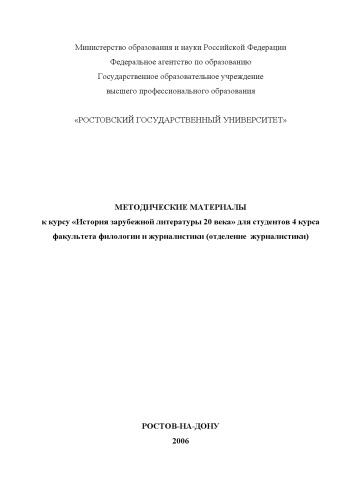 Министерство образования и науки Российской Федерации
Федеральное агентство по образованию
Государственное образовательное учреждение
высшего профессионального образования
«РОСТОВСКИЙ ГОСУДАРСТВЕННЫЙ УНИВЕРСИТЕТ»
МЕТОДИЧЕСКИЕ МАТЕРИАЛЫ
к курсу «История зарубежной литературы 20 века» для студентов 4 курса
факультета филологии и журналистики (отделение журналистики)
РОСТОВ-НА-ДОНУ
2006